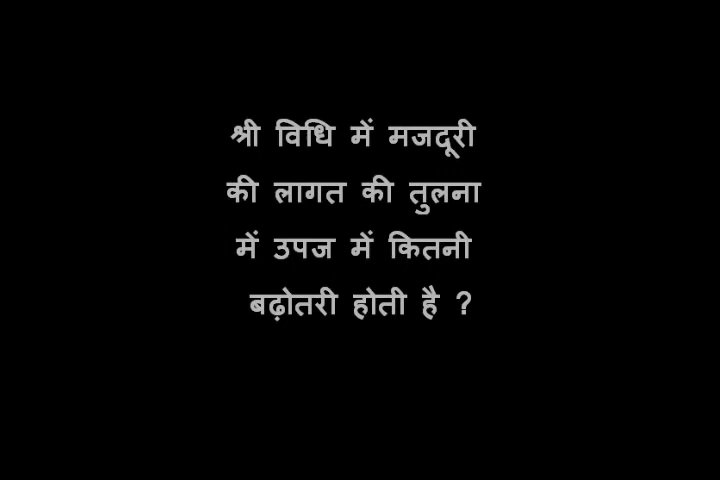 श्री विधि में मजदूरी
की लागत की तुलना
में उपज में कितनी
बढ़ोतरी होती है ?